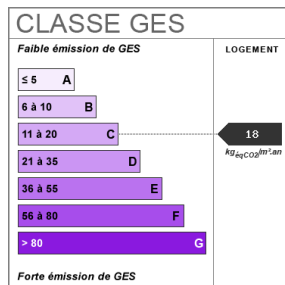 CLASSE GES
Faible émission de GES
LOGEMENT
≤ 5 A
6 à 10 B
11 à 20 C
18
kgéqCO2/m².an
21 à 35 D
36 à 55 E
56 à 80 F
> 80 G
Forte émission de GES